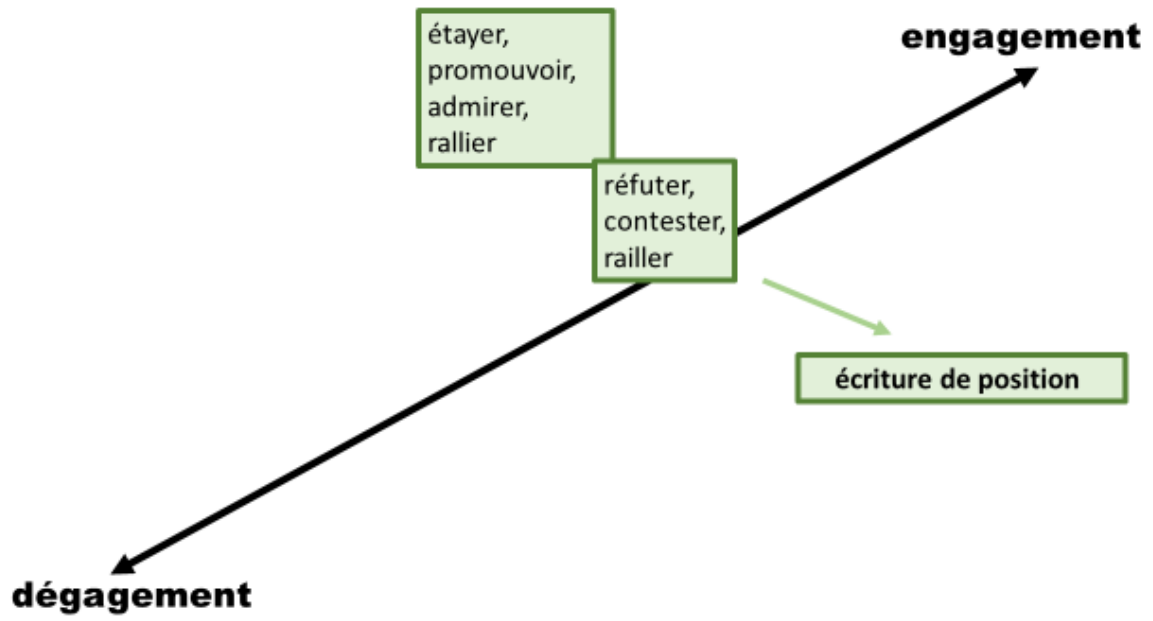 étayer,
promouvoir,
admirer,
rallier
engagement
réfuter,
contester,
railler
écriture de position
dégagement